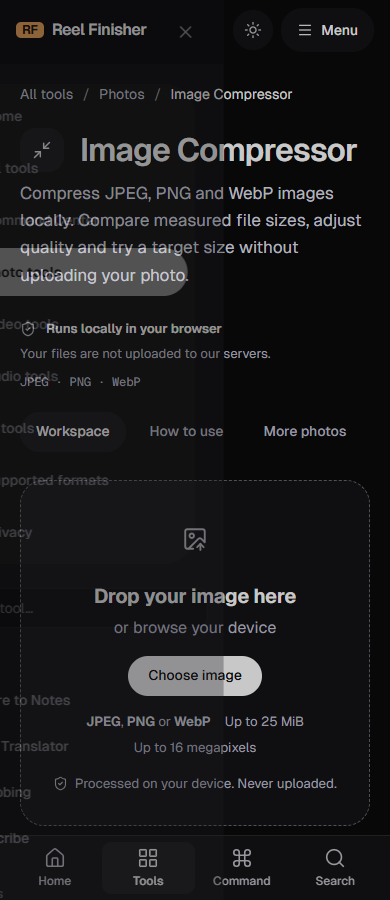 RF Reel Finisher
Menu
All tools / Photos / Image Compressor
Image Compressor
Compress JPEG, PNG and WebP images
locally. Compare measured file sizes, adjust
quality and try a target size without
uploading your photo.
Runs locally in your browser
Your files are not uploaded to our servers.
JPEG · PNG · WebP
Workspace How to use More photos
Drop your image here
or browse your device
Choose image
JPEG, PNG or WebP Up to 25 MiB
Up to 16 megapixels
Processed on your device. Never uploaded.
re to Notes
Translator
Home Tools Command Search